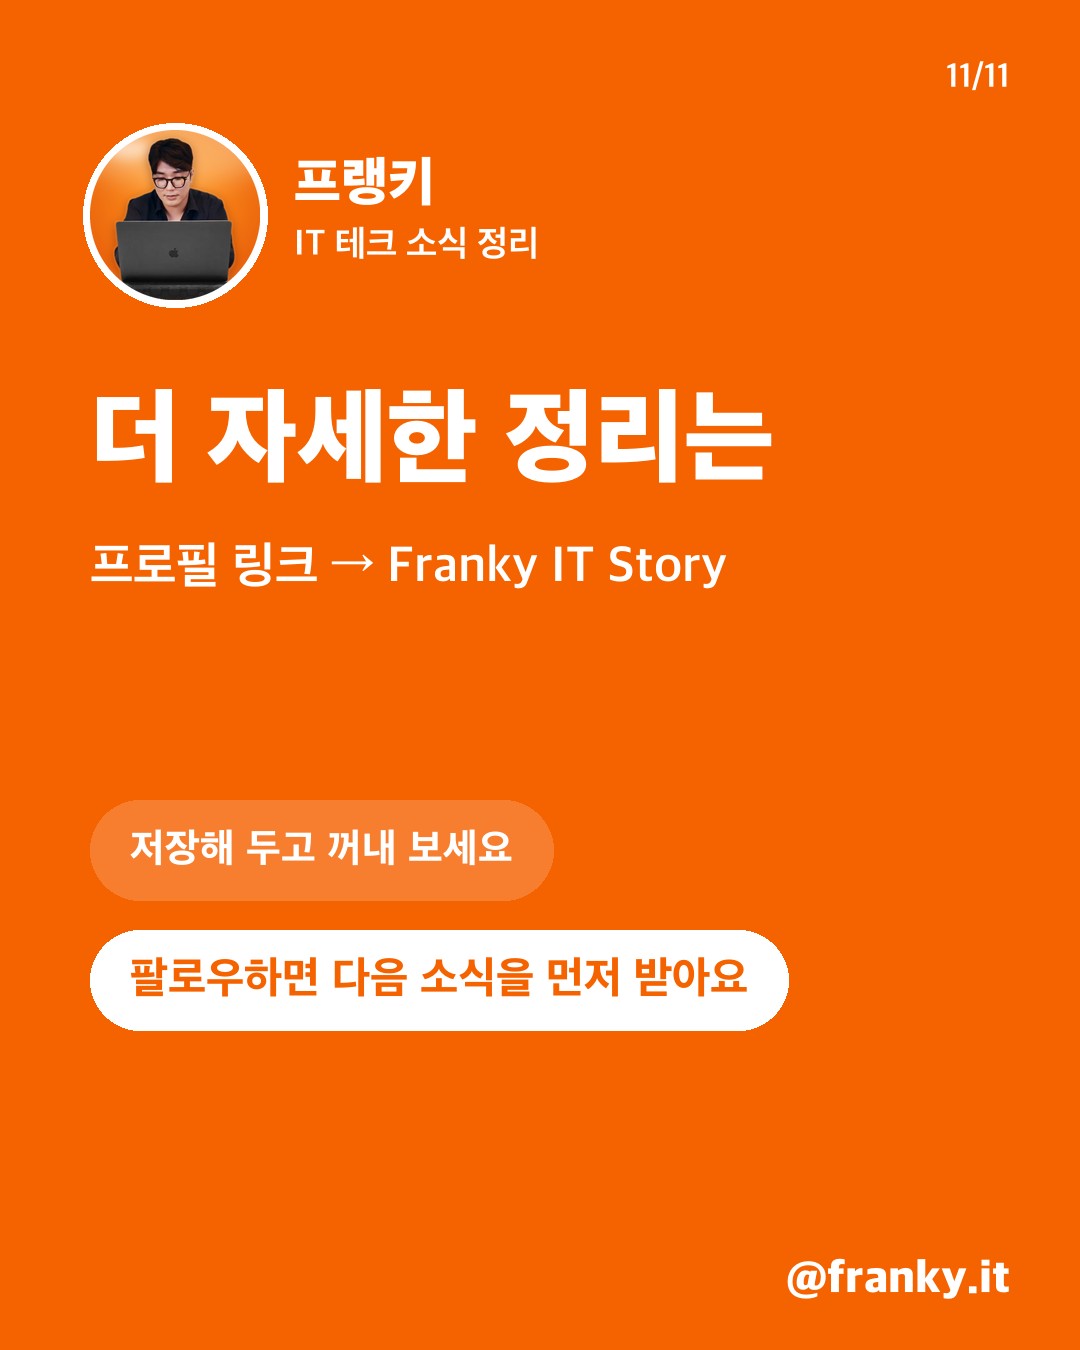 11/11
프랭키
IT 테크 소식 정리
더 자세한 정리는
프로필 링크 → Franky IT Story
저장해 두고 꺼내 보세요
팔로우하면 다음 소식을 먼저 받아요
@franky.it